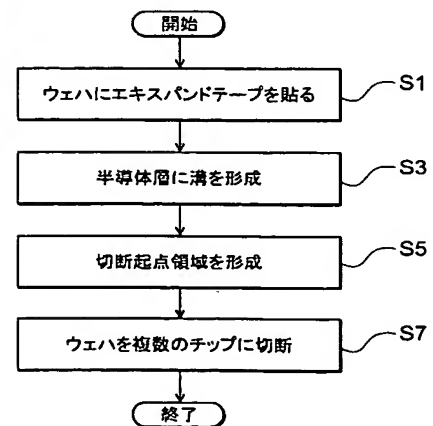 開始
ウェハにエキスパンドテープを貼る
S1
半導体層に溝を形成
S3
切断起点領域を形成
S5
ウェハを複数のチップに切断
S7
終了